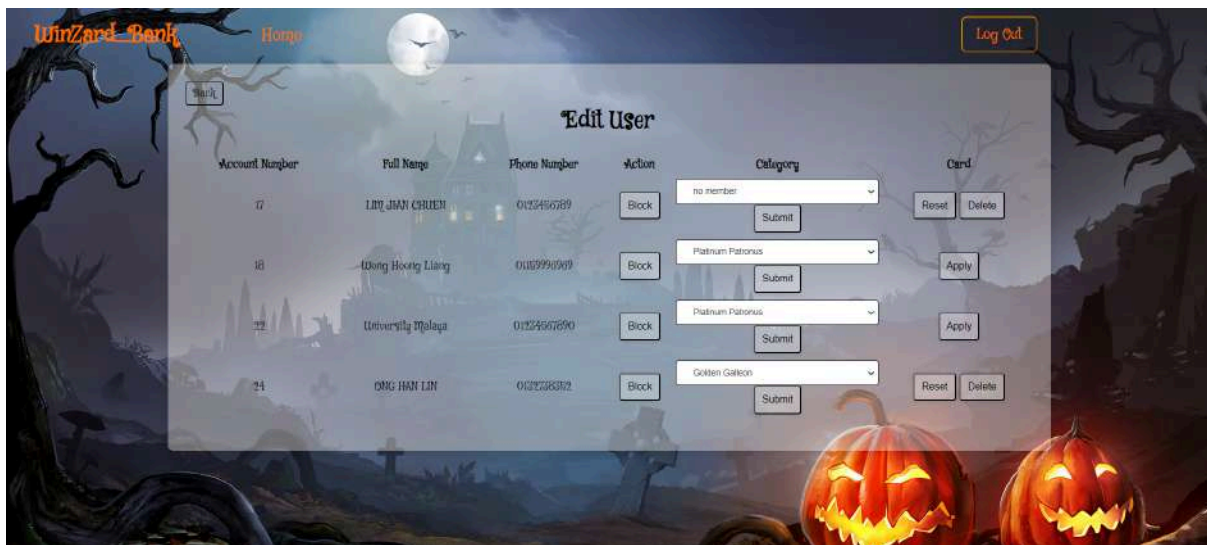 WinZard_Bank Home Log Out
Back
Edit User
Account Number Full Name Phone Number Action Category Card
17 LIM JIAN CHUEN 0123456789 Block no member Reset Delete
Submit
18 Wong Hoong Liang Block Platinum Patronus Apply
Submit
22 University Malaya 01234567890 Block Platinum Patronus Apply
Submit
24 ONG HAN LIN Block Golden Galleon Reset Delete
Submit